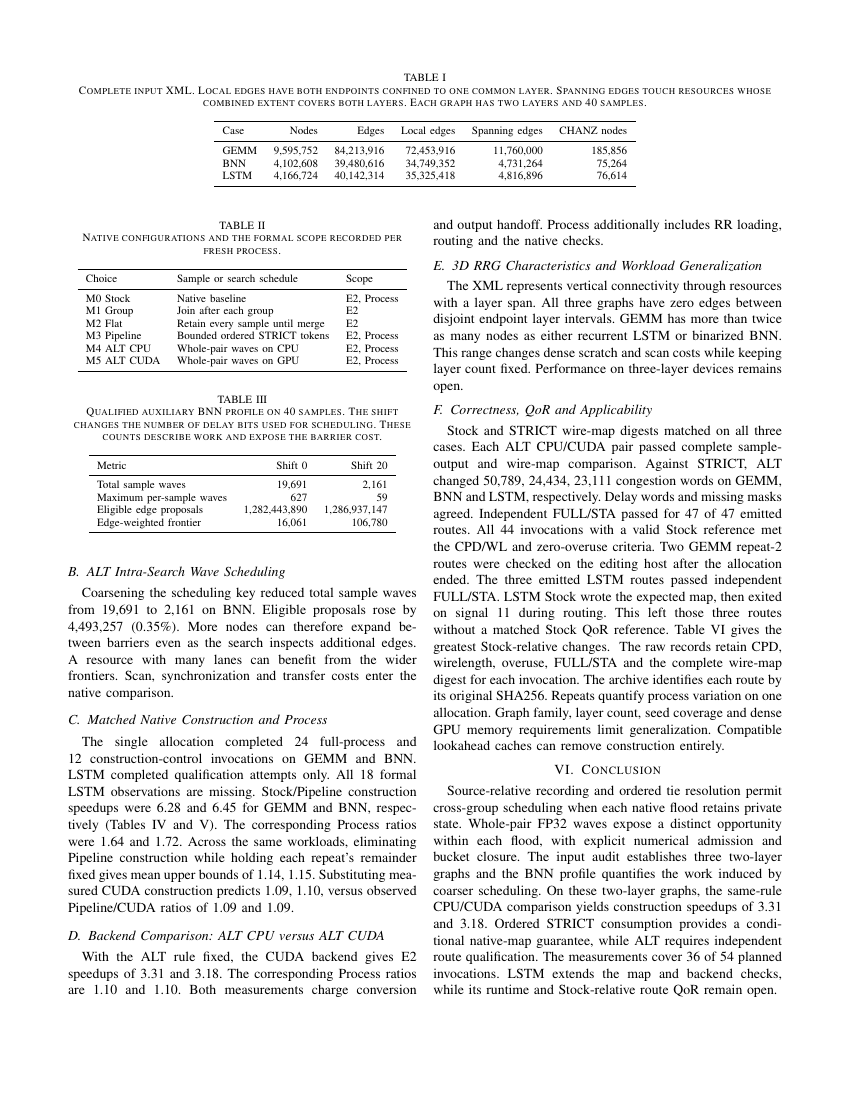 TABLE I
COMPLETE INPUT XML. LOCAL EDGES HAVE BOTH ENDPOINTS CONFINED TO ONE COMMON LAYER. SPANNING EDGES TOUCH RESOURCES WHOSE
COMBINED EXTENT COVERS BOTH LAYERS. EACH GRAPH HAS TWO LAYERS AND 40 SAMPLES.
Case Nodes Edges Local edges Spanning edges CHANZ nodes
GEMM 9,595,752 84,213,916 72,453,916 11,760,000 185,856
BNN 4,102,608 39,480,616 34,749,352 4,731,264 75,264
LSTM 4,166,724 40,142,314 35,325,418 4,816,896 76,614
TABLE II
NATIVE CONFIGURATIONS AND THE FORMAL SCOPE RECORDED PER
FRESH PROCESS.
Choice Sample or search schedule Scope
M0 Stock Native baseline E2, Process
M1 Group Join after each group E2
M2 Flat Retain every sample until merge E2
M3 Pipeline Bounded ordered STRICT tokens E2, Process
M4 ALT CPU Whole-pair waves on CPU E2, Process
M5 ALT CUDA Whole-pair waves on GPU E2, Process
TABLE III
QUALIFIED AUXILIARY BNN PROFILE ON 40 SAMPLES. THE SHIFT
CHANGES THE NUMBER OF DELAY BITS USED FOR SCHEDULING. THESE
COUNTS DESCRIBE WORK AND EXPOSE THE BARRIER COST.
Metric Shift 0 Shift 20
Total sample waves 19,691 2,161
Maximum per-sample waves 627 59
Eligible edge proposals 1,282,443,890 1,286,937,147
Edge-weighted frontier 16,061 106,780
B. ALT Intra-Search Wave Scheduling
Coarsening the scheduling key reduced total sample waves
from 19,691 to 2,161 on BNN. Eligible proposals rose by
4,493,257 (0.35%). More nodes can therefore expand be-
tween barriers even as the search inspects additional edges.
A resource with many lanes can benefit from the wider
frontiers. Scan, synchronization and transfer costs enter the
native comparison.
C. Matched Native Construction and Process
The single allocation completed 24 full-process and
12 construction-control invocations on GEMM and BNN.
LSTM completed qualification attempts only. All 18 formal
LSTM observations are missing. Stock/Pipeline construction
speedups were 6.28 and 6.45 for GEMM and BNN, respec-
tively (Tables IV and V). The corresponding Process ratios
were 1.64 and 1.72. Across the same workloads, eliminating
Pipeline construction while holding each repeat's remainder
fixed gives mean upper bounds of 1.14, 1.15. Substituting mea-
sured CUDA construction predicts 1.09, 1.10, versus observed
Pipeline/CUDA ratios of 1.09 and 1.09.
D. Backend Comparison: ALT CPU versus ALT CUDA
With the ALT rule fixed, the CUDA backend gives E2
speedups of 3.31 and 3.18. The corresponding Process ratios
are 1.10 and 1.10. Both measurements charge conversion
and output handoff. Process additionally includes RR loading,
routing and the native checks.
E. 3D RRG Characteristics and Workload Generalization
The XML represents vertical connectivity through resources
with a layer span. All three graphs have zero edges between
disjoint endpoint layer intervals. GEMM has more than twice
as many nodes as either recurrent LSTM or binarized BNN.
This range changes dense scratch and scan costs while keeping
layer count fixed. Performance on three-layer devices remains
open.
F. Correctness, QoR and Applicability
Stock and STRICT wire-map digests matched on all three
cases. Each ALT CPU/CUDA pair passed complete sample-
output and wire-map comparison. Against STRICT, ALT
changed 50,789, 24,434, 23,111 congestion words on GEMM,
BNN and LSTM, respectively. Delay words and missing masks
agreed. Independent FULL/STA passed for 47 of 47 emitted
routes. All 44 invocations with a valid Stock reference met
the CPD/WL and zero-overuse criteria. Two GEMM repeat-2
routes were checked on the editing host after the allocation
ended. The three emitted LSTM routes passed independent
FULL/STA. LSTM Stock wrote the expected map, then exited
on signal 11 during routing. This left those three routes
without a matched Stock QoR reference. Table VI gives the
greatest Stock-relative changes. The raw records retain CPD,
wirelength, overuse, FULL/STA and the complete wire-map
digest for each invocation. The archive identifies each route by
its original SHA256. Repeats quantify process variation on one
allocation. Graph family, layer count, seed coverage and dense
GPU memory requirements limit generalization. Compatible
lookahead caches can remove construction entirely.
VI. CONCLUSION
Source-relative recording and ordered tie resolution permit
cross-group scheduling when each native flood retains private
state. Whole-pair FP32 waves expose a distinct opportunity
within each flood, with explicit numerical admission and
bucket closure. The input audit establishes three two-layer
graphs and the BNN profile quantifies the work induced by
coarser scheduling. On these two-layer graphs, the same-rule
CPU/CUDA comparison yields construction speedups of 3.31
and 3.18. Ordered STRICT consumption provides a condi-
tional native-map guarantee, while ALT requires independent
route qualification. The measurements cover 36 of 54 planned
invocations. LSTM extends the map and backend checks,
while its runtime and Stock-relative route QoR remain open.